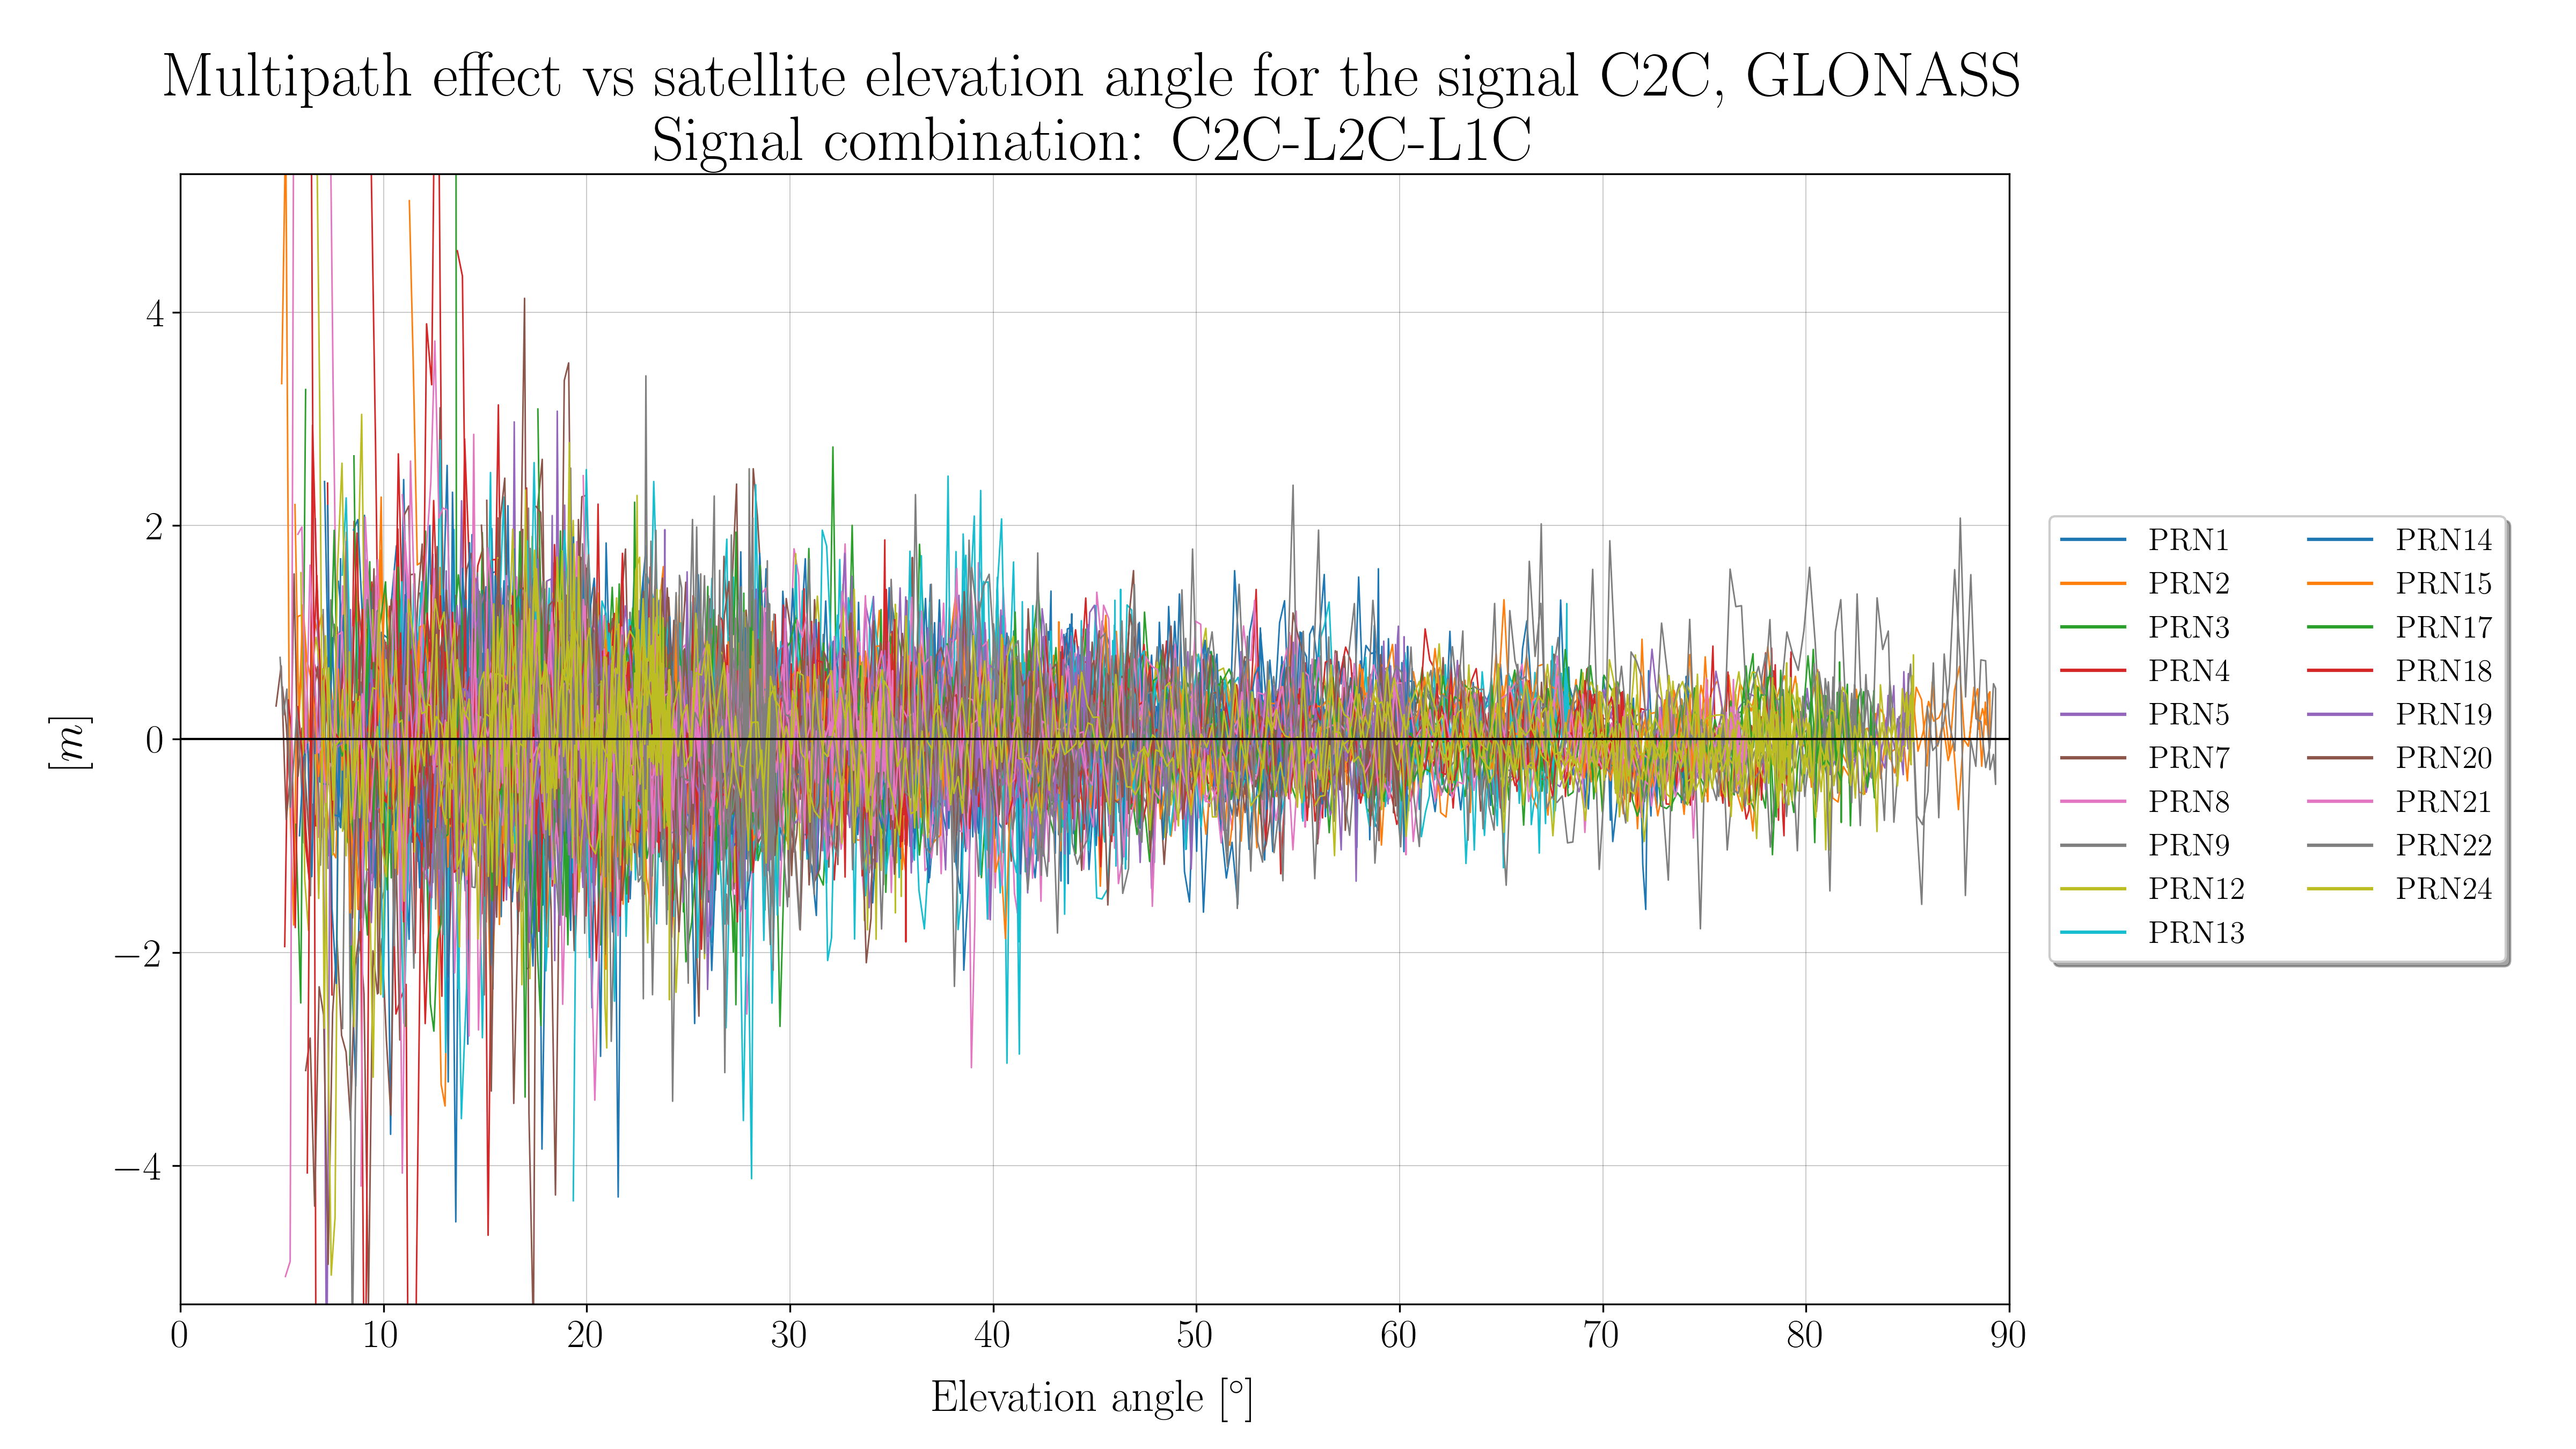 Multipath effect vs satellite elevation angle for the signal C2C, GLONASS
Signal combination: C2C-L2C-L1C
4
2
0
−2
−4
[m]
0 10 20 30 40 50 60 70 80 90
Elevation angle [°]
PRN1 PRN14
PRN2 PRN15
PRN3 PRN17
PRN4 PRN18
PRN5 PRN19
PRN7 PRN20
PRN8 PRN21
PRN9 PRN22
PRN12 PRN24
PRN13